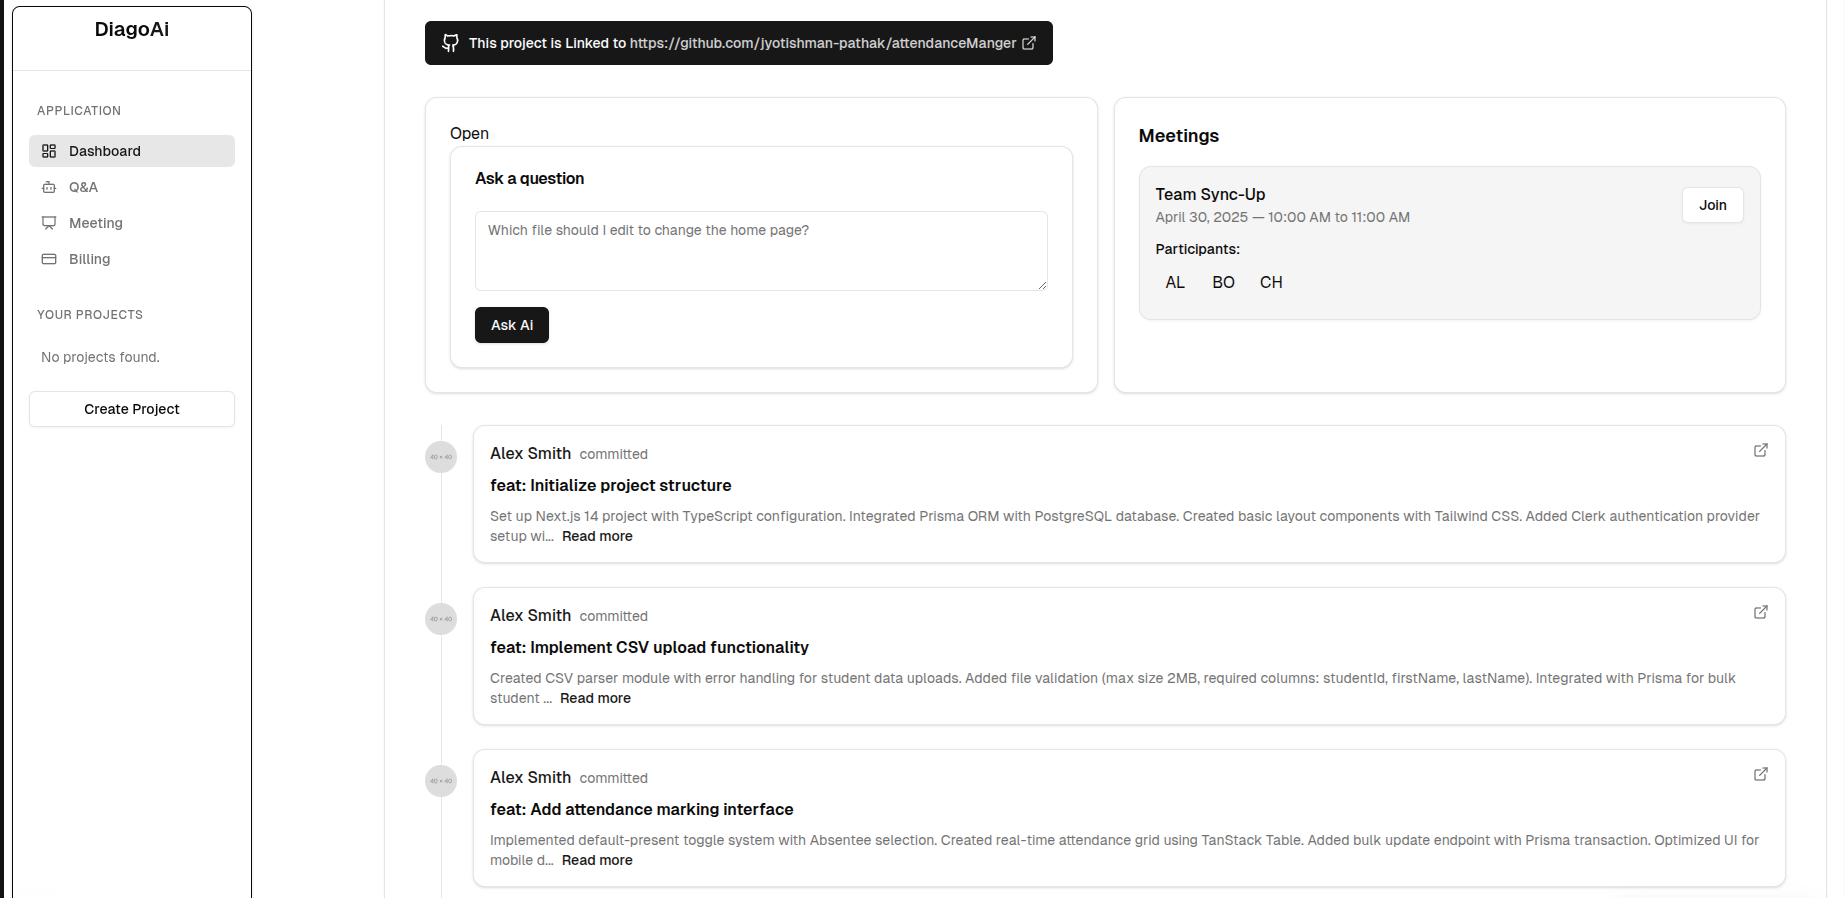 DiagoAi
APPLICATION
Dashboard
Q&A
Meeting
Billing
YOUR PROJECTS
No projects found.
Create Project
This project is Linked to https://github.com/jyotishman-pathak/attendanceManger
Open
Ask a question
Which file should I edit to change the home page?
Ask Ai
Meetings
Team Sync-Up
April 30, 2025 — 10:00 AM to 11:00 AM
Join
Participants:
AL BO CH
40 × 40
Alex Smith committed
feat: Initialize project structure
Set up Next.js 14 project with TypeScript configuration. Integrated Prisma ORM with PostgreSQL database. Created basic layout components with Tailwind CSS. Added Clerk authentication provider
setup wi... Read more
40 × 40
Alex Smith committed
feat: Implement CSV upload functionality
Created CSV parser module with error handling for student data uploads. Added file validation (max size 2MB, required columns: studentId, firstName, lastName). Integrated with Prisma for bulk
student ... Read more
40 × 40
Alex Smith committed
feat: Add attendance marking interface
Implemented default-present toggle system with Absentee selection. Created real-time attendance grid using TanStack Table. Added bulk update endpoint with Prisma transaction. Optimized UI for
mobile d... Read more